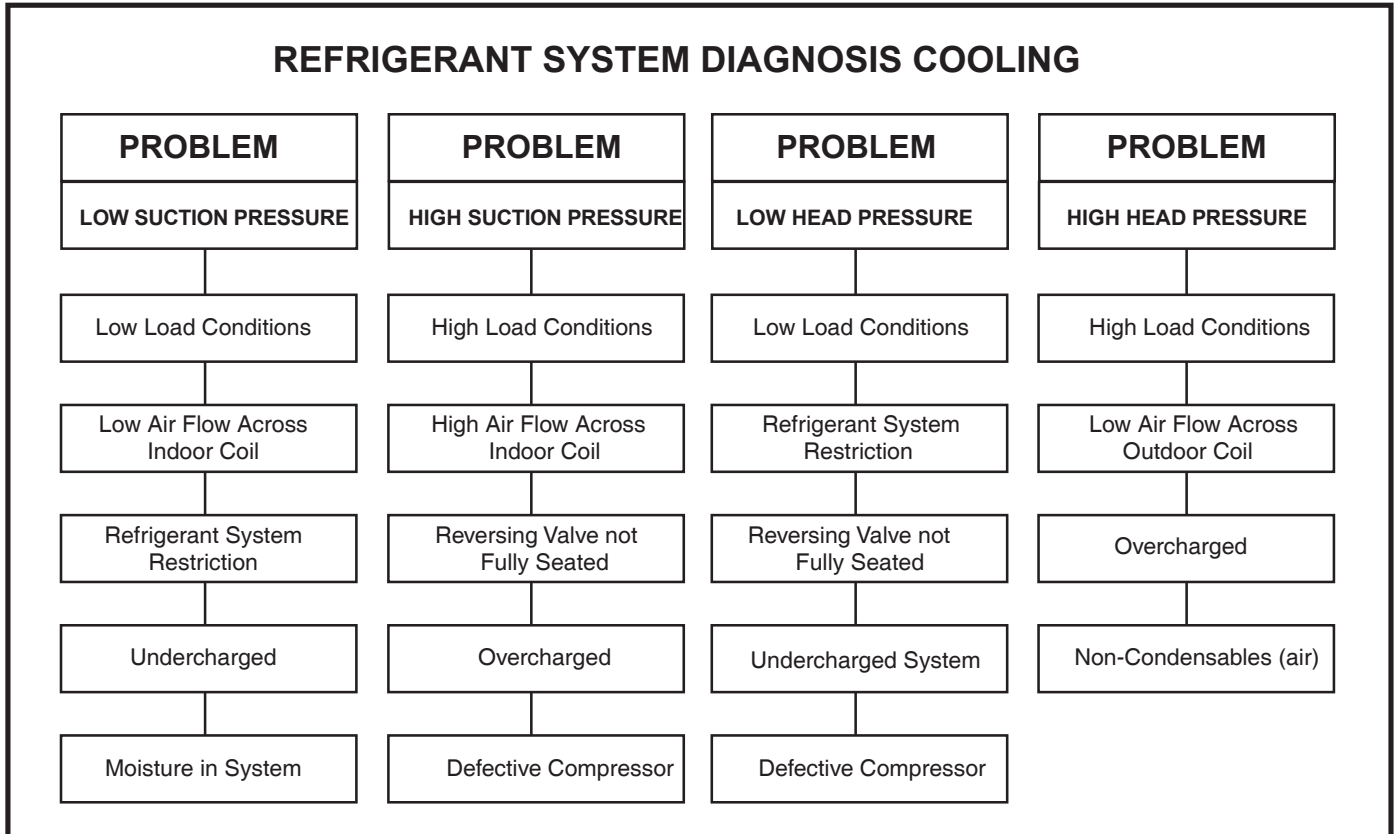 REFRIGERANT SYSTEM DIAGNOSIS COOLING
PROBLEM
LOW SUCTION PRESSURE
Low Load Conditions
Low Air Flow Across
Indoor Coil
Refrigerant System
Restriction
Undercharged
Moisture in System
PROBLEM
HIGH SUCTION PRESSURE
High Load Conditions
High Air Flow Across
Indoor Coil
Reversing Valve not
Fully Seated
Overcharged
Defective Compressor
PROBLEM
LOW HEAD PRESSURE
Low Load Conditions
Refrigerant System
Restriction
Reversing Valve not
Fully Seated
Undercharged System
Defective Compressor
PROBLEM
HIGH HEAD PRESSURE
High Load Conditions
Low Air Flow Across
Outdoor Coil
Overcharged
Non-Condensables (air)